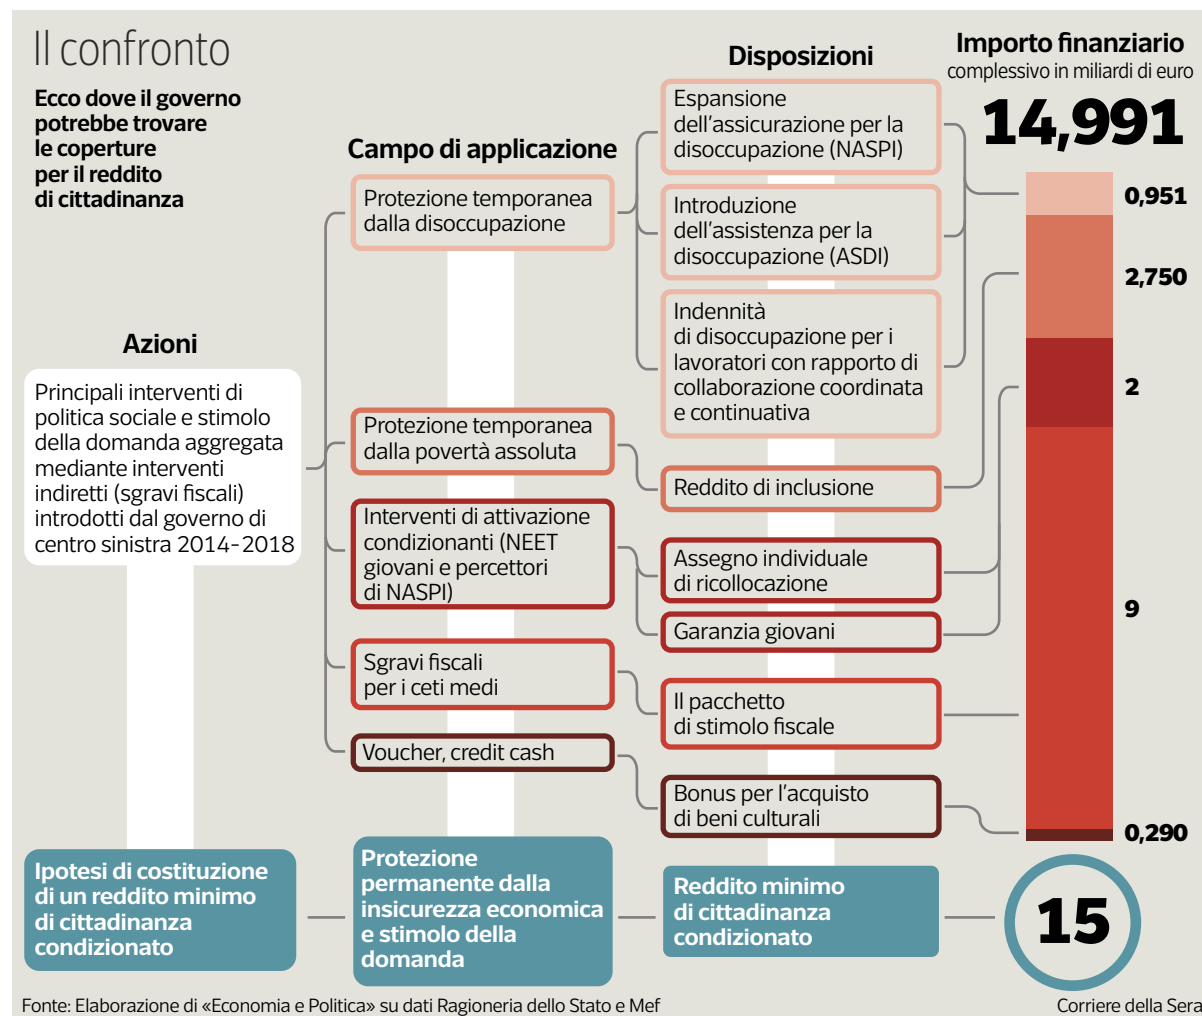 Il confronto
Ecco dove il governo
potrebbe trovare
le coperture
per il reddito
di cittadinanza
Azioni
Principali interventi di
politica sociale e stimolo
della domanda aggregata
mediante interventi
indiretti (sgravi fiscali)
introdotti dal governo di
centro sinistra 2014-2018
Campo di applicazione
Protezione temporanea
dalla disoccupazione
Protezione temporanea
dalla povertà assoluta
Interventi di attivazione
condizionanti (NEET
giovani e percettori
di NASPI)
Sgravi fiscali
per i ceti medi
Voucher, credit cash
Disposizioni
Espansione
dell'assicurazione per la
disoccupazione (NASPI)
Introduzione
dell'assistenza per la
disoccupazione (ASDI)
Indennità
di disoccupazione per i
lavoratori con rapporto di
collaborazione coordinata
e continuativa
Reddito di inclusione
Assegno individuale
di ricollocazione
Garanzia giovani
Il pacchetto
di stimolo fiscale
Bonus per l'acquisto
di beni culturali
Importo finanziario
complessivo in miliardi di euro
14,991
0,951
2,750
2
9
0,290
Ipotesi di costituzione
di un reddito minimo
di cittadinanza
condizionato
Protezione
permanente dalla
insicurezza economica
e stimolo della
domanda
Reddito minimo
di cittadinanza
condizionato
15
Fonte: Elaborazione di «Economia e Politica» su dati Ragioneria dello Stato e Mef
Corriere della Sera